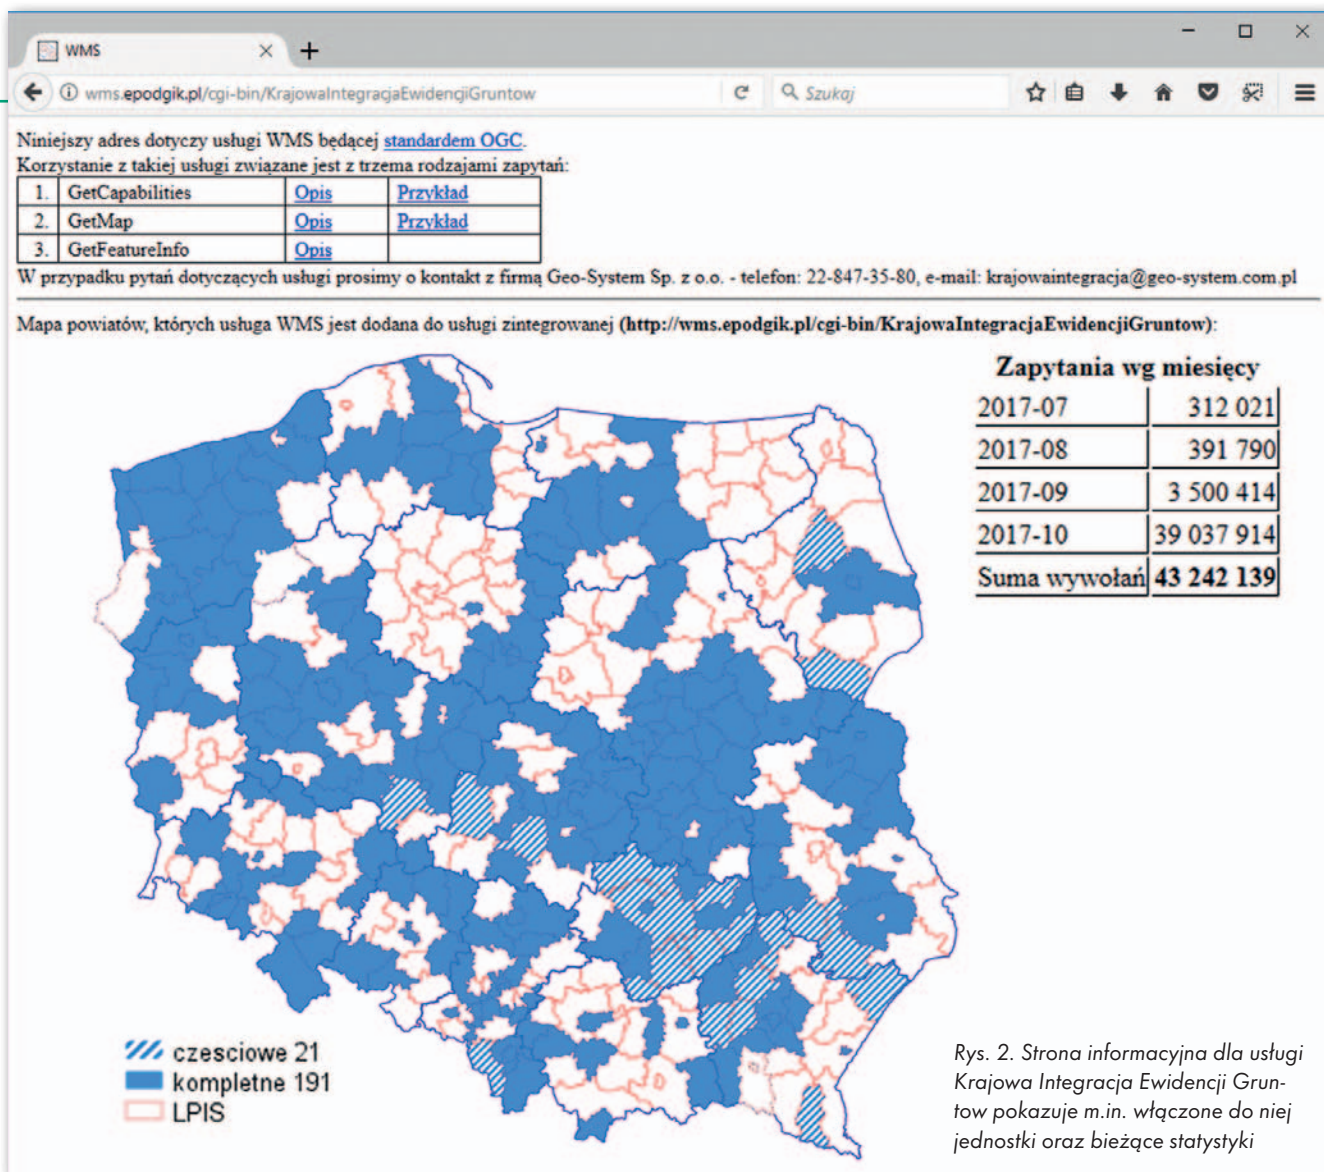 WMS
wms.epodgik.pl/cgi-bin/KrajowaIntegracjaEwidencjiGruntow
Szukaj
Niniejszy adres dotyczy usługi WMS będącej standardem OGC.
Korzystanie z takiej usługi związane jest z trzema rodzajami zapytań:
1. GetCapabilities Opis Przykład
2. GetMap Opis Przykład
3. GetFeatureInfo Opis
W przypadku pytań dotyczących usługi prosimy o kontakt z firmą Geo-System Sp. z o.o. - telefon: 22-847-35-80, e-mail: krajowaintegracja@geo-system.com.pl
Mapa powiatów, których usługa WMS jest dodana do usługi zintegrowanej (http://wms.epodgik.pl/cgi-bin/KrajowaIntegracjaEwidencjiGruntow):
Zapytania wg miesięcy
2017-07 312 021
2017-08 391 790
2017-09 3 500 414
2017-10 39 037 914
Suma wywołań 43 242 139
czesciowe 21
kompletne 191
LPIS
Rys. 2. Strona informacyjna dla usługi
Krajowa Integracja Ewidencji Grun-
tow pokazuje m.in. włączone do niej
jednostki oraz bieżące statystyki